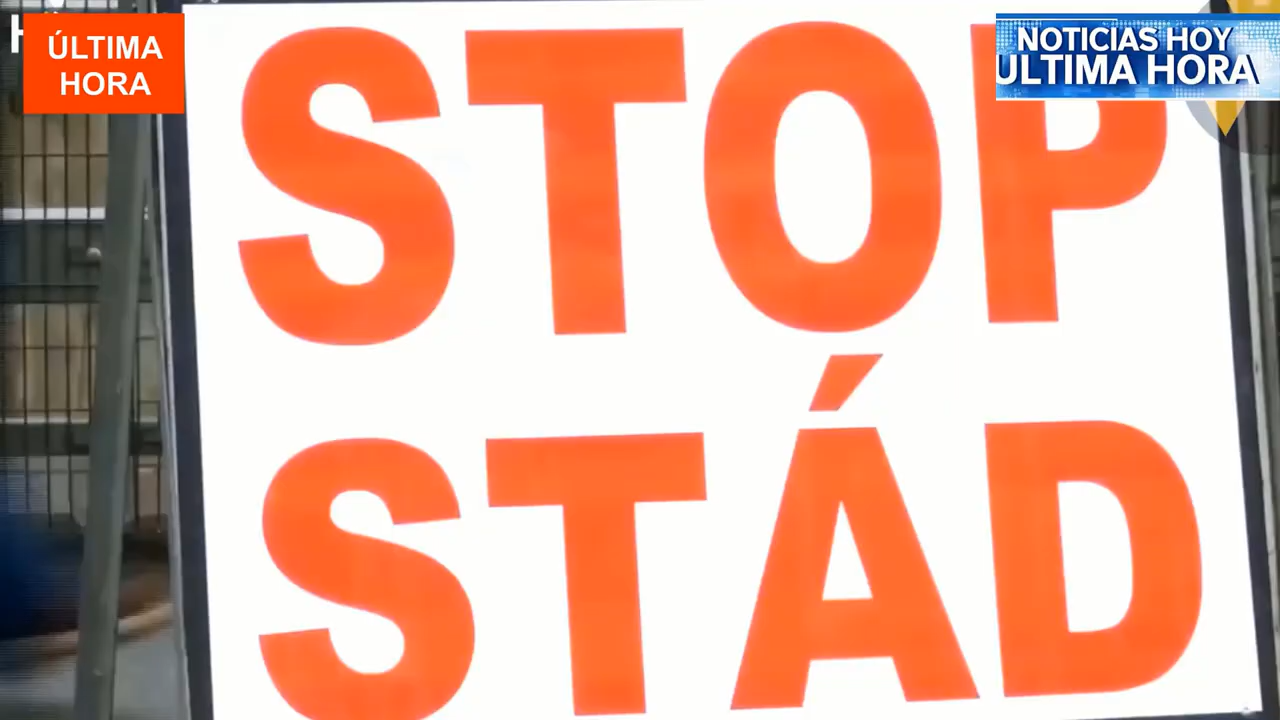 ÚLTIMA
HORA
NOTICIAS HOY
ULTIMA HORA
STOP
STÁD